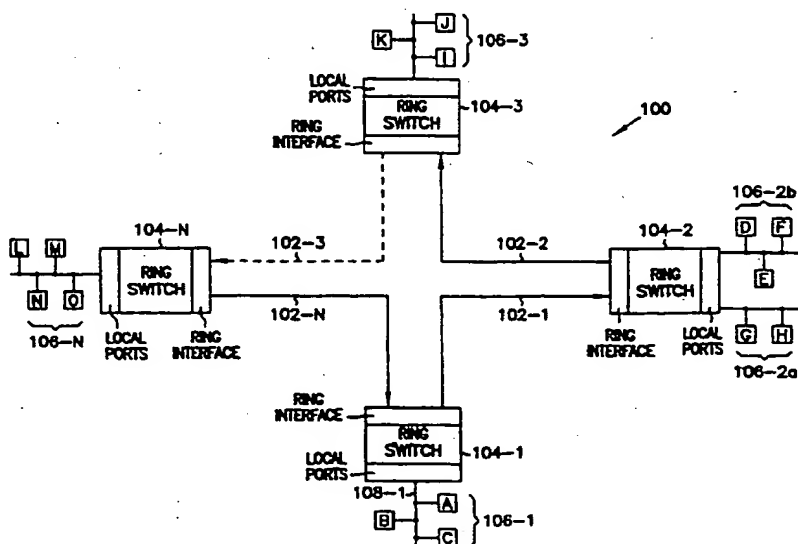 J
K
106-3
I
LOCAL PORTS
RING SWITCH
104-3
RING INTERFACE
100
106-2b
104-N
102-3
102-2
104-2
D
F
L
M
E
RING SWITCH
RING SWITCH
N
O
102-N
102-1
G
H
106-N
LOCAL PORTS
RING INTERFACE
RING INTERFACE
LOCAL PORTS
106-2a
RING INTERFACE
RING SWITCH
104-1
LOCAL PORTS
108-1
A
B
106-1
C